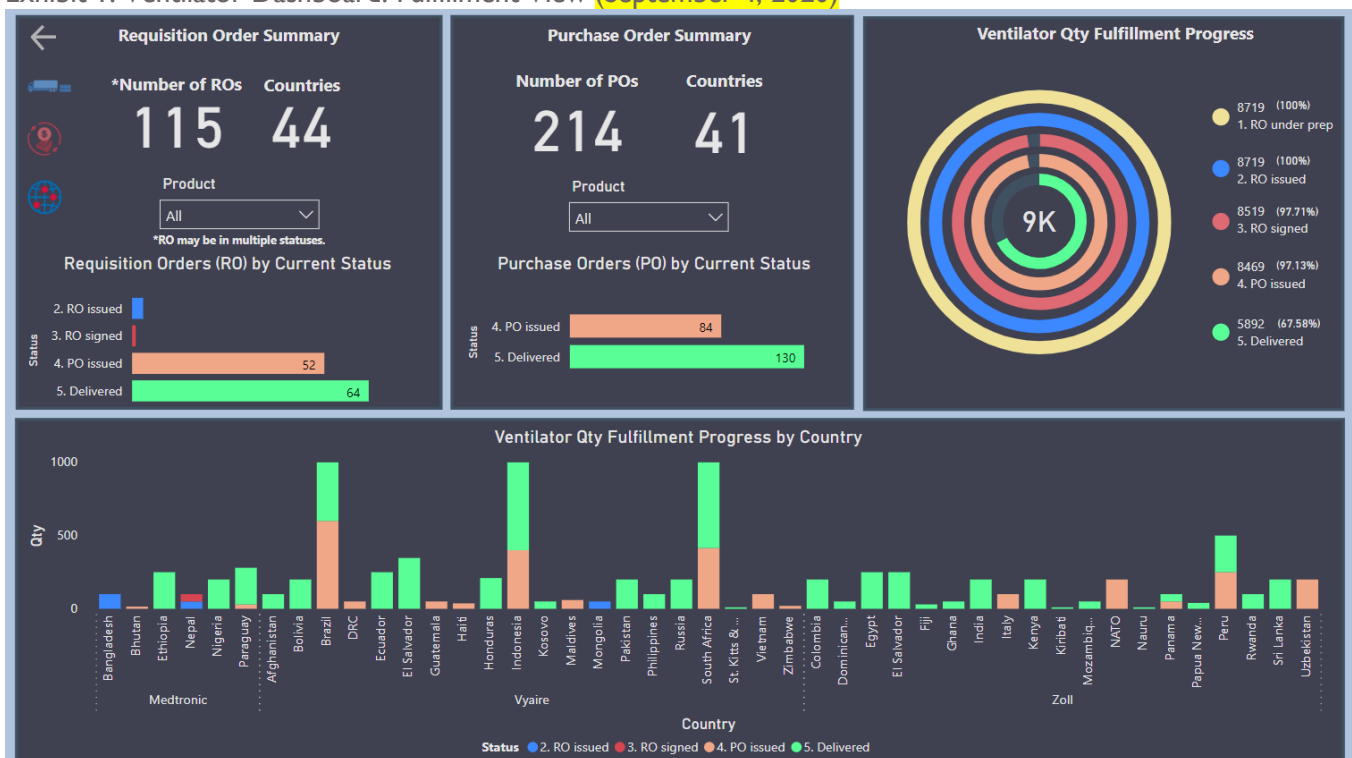 Exhibit 1. Ventilator Dashboard: Fulfillment View (September 4, 2020)
Requisition Order Summary
*Number of ROs Countries
115 44
Product
All
*RO may be in multiple statuses.
Requisition Orders (RO) by Current Status
Status
2. RO issued
3. RO signed
4. PO issued 52
5. Delivered 64
Purchase Order Summary
Number of POs Countries
214 41
Product
All
Purchase Orders (PO) by Current Status
Status
4. PO issued 84
5. Delivered 130
Ventilator Qty Fulfillment Progress
9K
8719 (100%)
1. RO under prep
8719 (100%)
2. RO issued
8519 (97.71%)
3. RO signed
8469 (97.13%)
4. PO issued
5892 (67.58%)
5. Delivered
Ventilator Qty Fulfillment Progress by Country
Qty
1000
500
0
Bangladesh
Bhutan
Ethiopia
Nepal
Nigeria
Paraguay
Afghanistan
Bolivia
Brazil
DRC
Ecuador
El Salvador
Guatemala
Haiti
Honduras
Indonesia
Kosovo
Maldives
Mongolia
Pakistan
Philippines
Russia
South Africa
St. Kitts & ...
Vietnam
Zimbabwe
Colombia
Dominican...
Egypt
El Salvador
Fiji
Ghana
India
Italy
Kenya
Kiribati
Mozambiq...
NATO
Nauru
Panama
Papua New...
Peru
Rwanda
Sri Lanka
Uzbekistan
Medtronic Vyaire Zoll
Country
Status 2. RO issued 3. RO signed 4. PO issued 5. Delivered